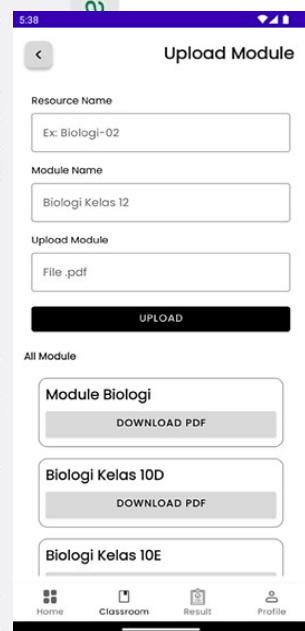 5:38
Upload Module
Resource Name
Ex: Biologi-02
Module Name
Biologi Kelas 12
Upload Module
File .pdf
UPLOAD
All Module
Module Biologi
DOWNLOAD PDF
Biologi Kelas 10D
DOWNLOAD PDF
Biologi Kelas 10E
Home Classroom Result Profile